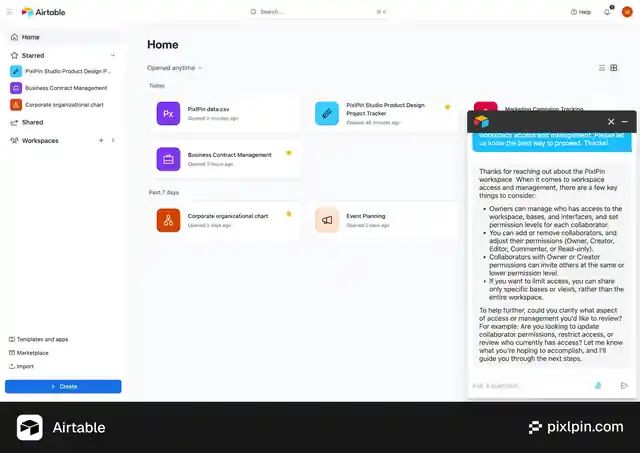 Airtable
Search...
⌘ K
Help
Home
Starred
PixlPin Studio Product Design P...
Business Contract Management
Corporate organizational chart
Shared
Workspaces
Templates and apps
Marketplace
Import
+ Create
Home
Opened anytime
Today
Px
PixlPin data.csv
Opened 2 minutes ago
PixlPin Studio Product Design
Project Tracker
Opened 46 minutes ago
Marketing Campaign Tracking
Business Contract Management
Opened 3 hours ago
Past 7 days
Corporate organizational chart
Event Planning
Opened 2 days ago
workspace access and management. Please let
us know the best way to proceed. Thanks!
Thanks for reaching out about the PixlPin
workspace. When it comes to workspace
access and management, there are a few key
things to consider:
• Owners can manage who has access to the
workspace, bases, and interfaces, and set
permission levels for each collaborator.
• You can add or remove collaborators, and
adjust their permissions (Owner, Creator,
Editor, Commenter, or Read-only).
• Collaborators with Owner or Creator
permissions can invite others at the same or
lower permission level.
• If you want to limit access, you can share
only specific bases or views, rather than the
entire workspace.
To help further, could you clarify what aspect
of access or management you'd like to review?
For example: Are you looking to update
collaborator permissions, restrict access, or
review who currently has access? Let me know
what you're hoping to accomplish, and I'll
guide you through the next steps.
Ask a question...
Airtable
pixlpin.com